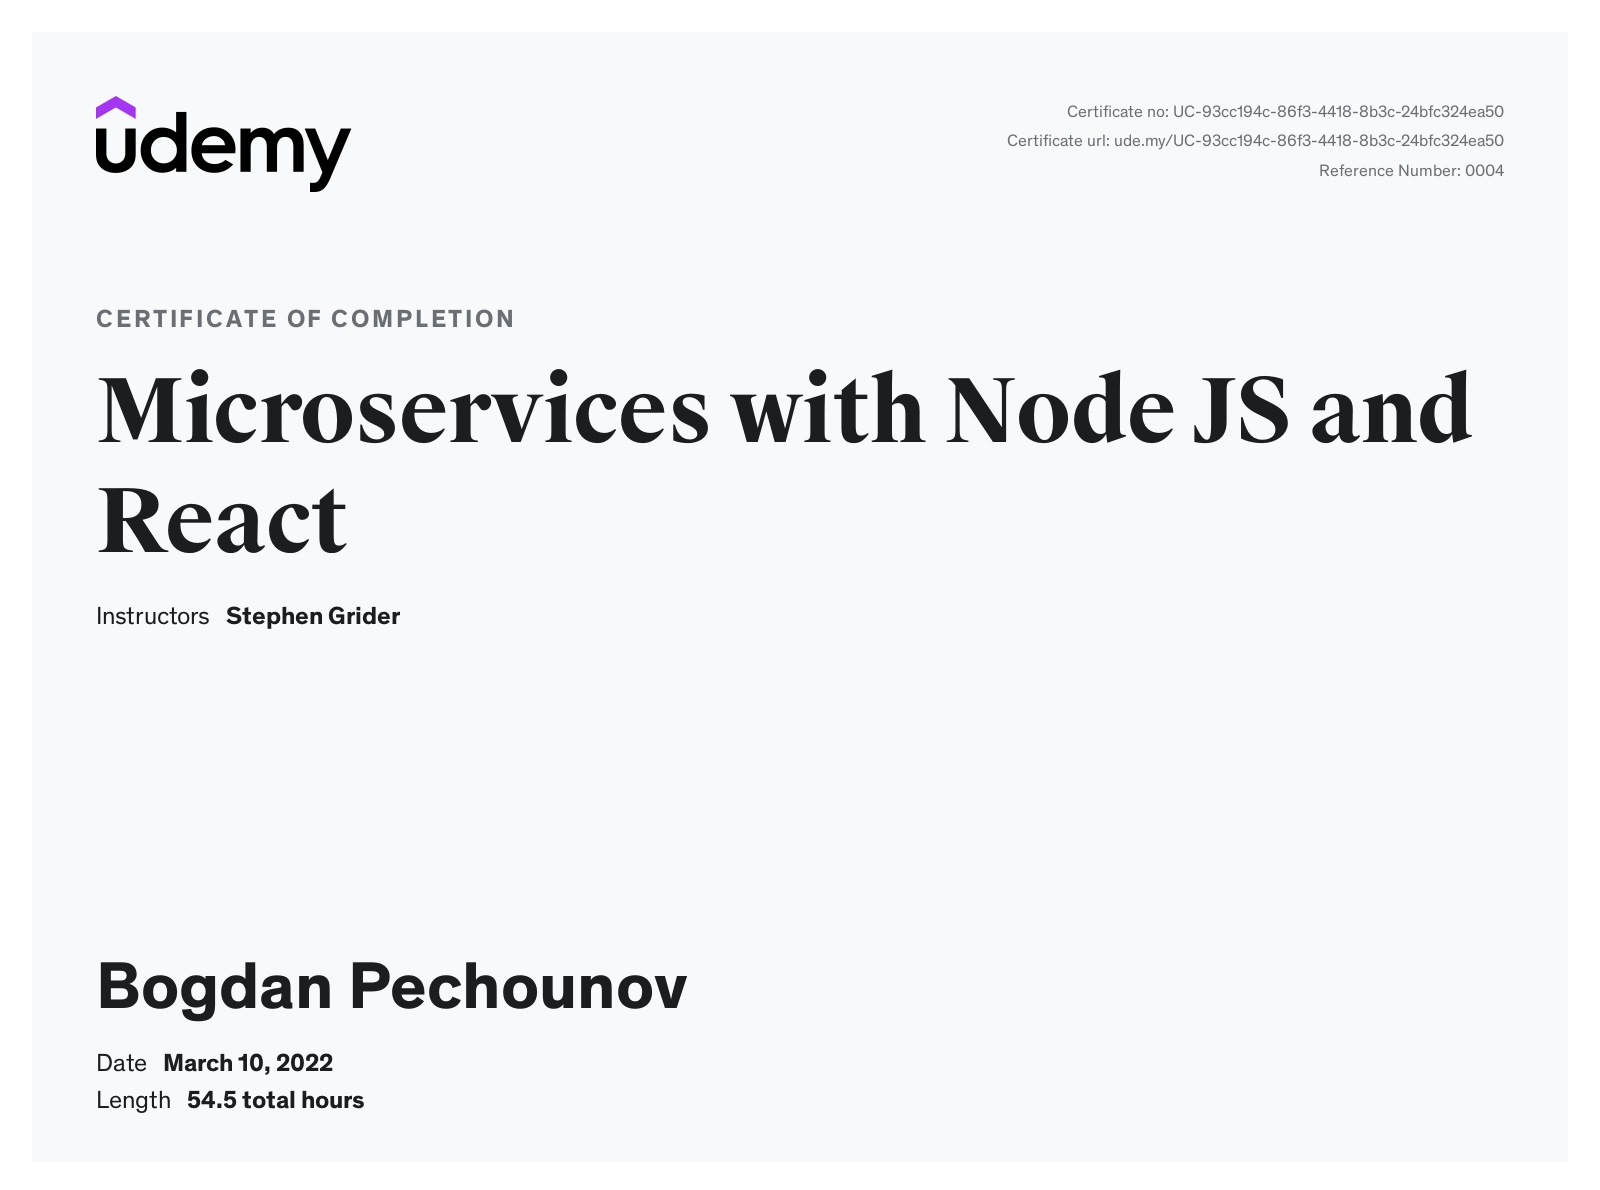 udemy
Certificate no: UC-93cc194c-86f3-4418-8b3c-24bfc324ea50
Certificate url: ude.my/UC-93cc194c-86f3-4418-8b3c-24bfc324ea50
Reference Number: 0004
CERTIFICATE OF COMPLETION
Microservices with Node JS and
React
Instructors Stephen Grider
Bogdan Pechounov
Date March 10, 2022
Length 54.5 total hours